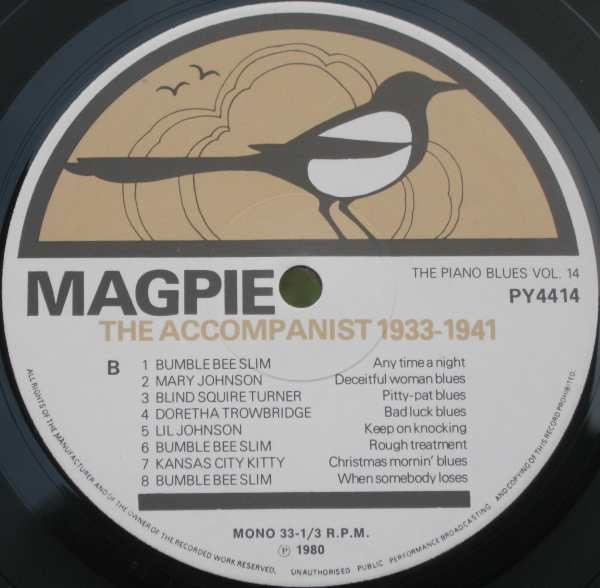 MAGPIE
THE PIANO BLUES VOL. 14
PY4414
THE ACCOMPANIST 1933-1941
B
1 BUMBLE BEE SLIM Any time a night
2 MARY JOHNSON Deceitful woman blues
3 BLIND SQUIRE TURNER Pitty-pat blues
4 DORETHA TROWBRIDGE Bad luck blues
5 LIL JOHNSON Keep on knocking
6 BUMBLE BEE SLIM Rough treatment
7 KANSAS CITY KITTY Christmas mornin' blues
8 BUMBLE BEE SLIM When somebody loses
MONO 33-1/3 R.P.M.
℗ 1980
ALL RIGHTS OF THE MANUFACTURER AND OF THE OWNER OF THE RECORDED WORK RESERVED. UNAUTHORISED PUBLIC PERFORMANCE BROADCASTING AND COPYING OF THIS RECORD PROHIBITED.